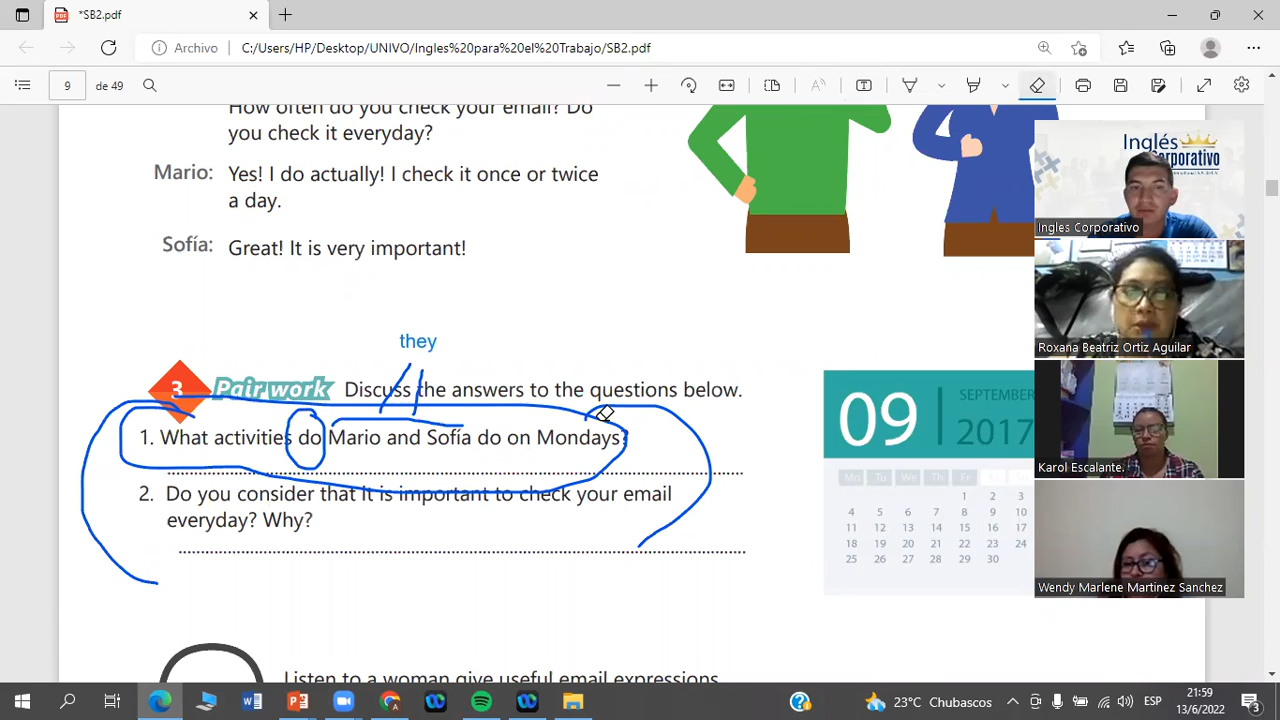 *SB2.pdf
Archivo C:/Users/HP/Desktop/UNIVO/Ingles%20para%20el%20Trabajo/SB2.pdf
9 de 49
How often do you check your email? Do
you check it everyday?
Mario: Yes! I do actually! I check it once or twice
a day.
Sofía: Great! It is very important!
they
3 Pair work Discuss the answers to the questions below.
1. What activities do Mario and Sofía do on Mondays?
2. Do you consider that it is important to check your email
everyday? Why?
Listen to a woman give useful email expressions
09 SEPTEMBER
2017
Mo Tu We Th Fr
1 2 3
4 5 6 7 8 9 10
11 12 13 14 15 16 17
18 19 20 21 22 23 24
25 26 27 28 29 30
Inglés
Corporativo
Ingles Corporativo
Roxana Beatriz Ortiz Aguilar
Karol Escalante.
Wendy Marlene Martinez Sanchez
23°C Chubascos ESP 21:59
13/6/2022
3